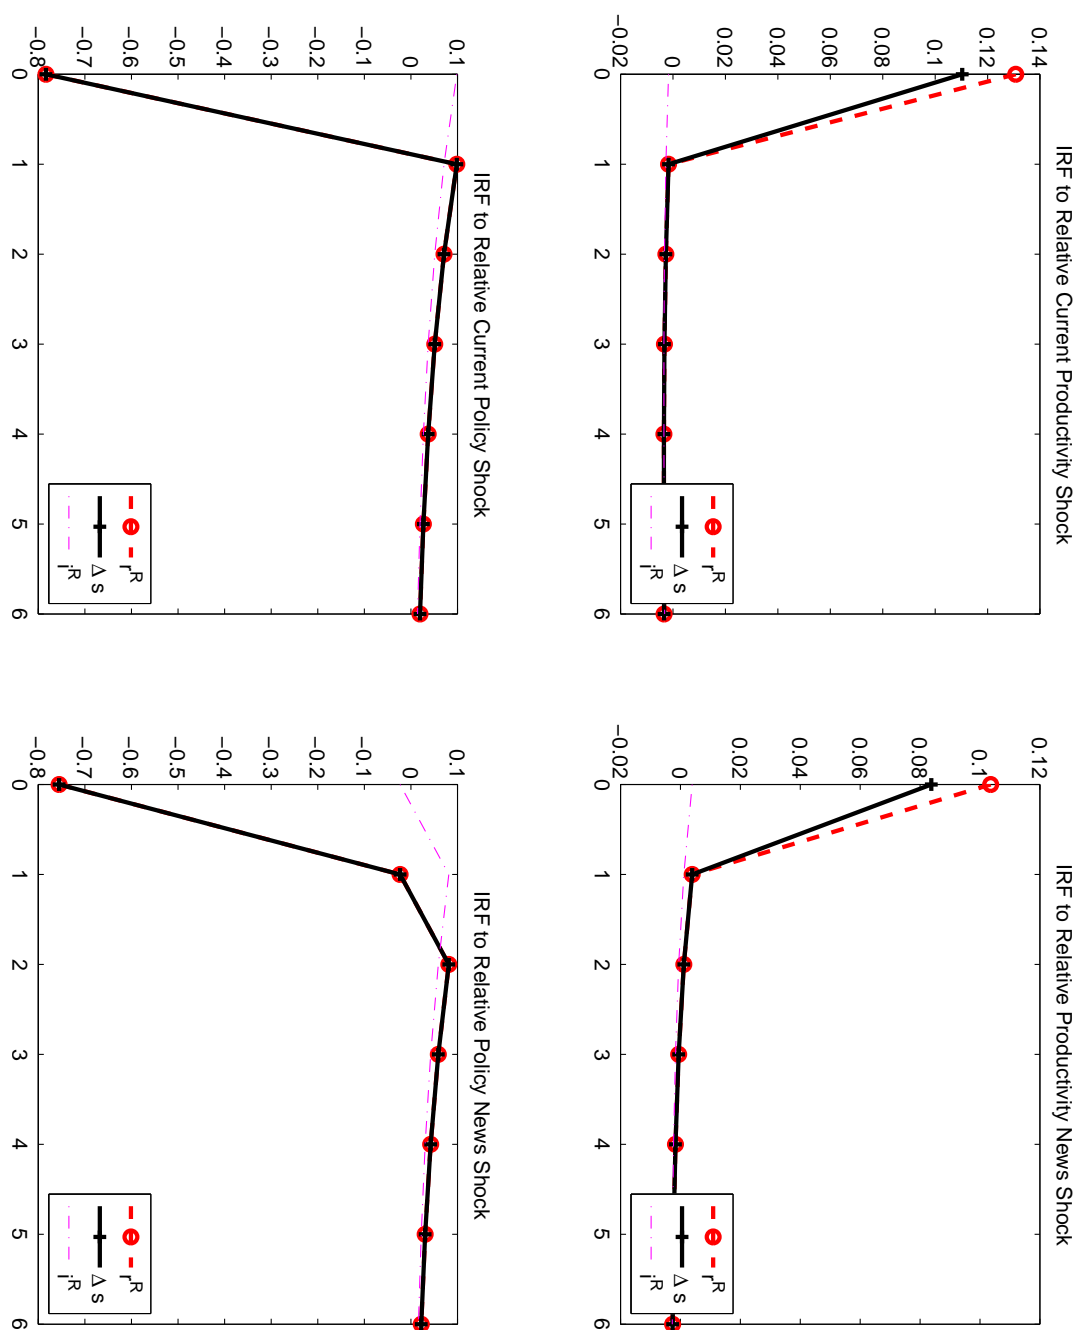 IRF to Relative Current Productivity Shock
0.14
0.12
0.1
0.08
0.06
0.04
0.02
0
−0.02
0 1 2 3 4 5 6
r^R
Δ s
i^R
IRF to Relative Productivity News Shock
0.12
0.1
0.08
0.06
0.04
0.02
0
−0.02
0 1 2 3 4 5 6
r^R
Δ s
i^R
IRF to Relative Current Policy Shock
0.1
0
−0.1
−0.2
−0.3
−0.4
−0.5
−0.6
−0.7
−0.8
0 1 2 3 4 5 6
r^R
Δ s
i^R
IRF to Relative Policy News Shock
0.1
0
−0.1
−0.2
−0.3
−0.4
−0.5
−0.6
−0.7
−0.8
0 1 2 3 4 5 6
r^R
Δ s
i^R